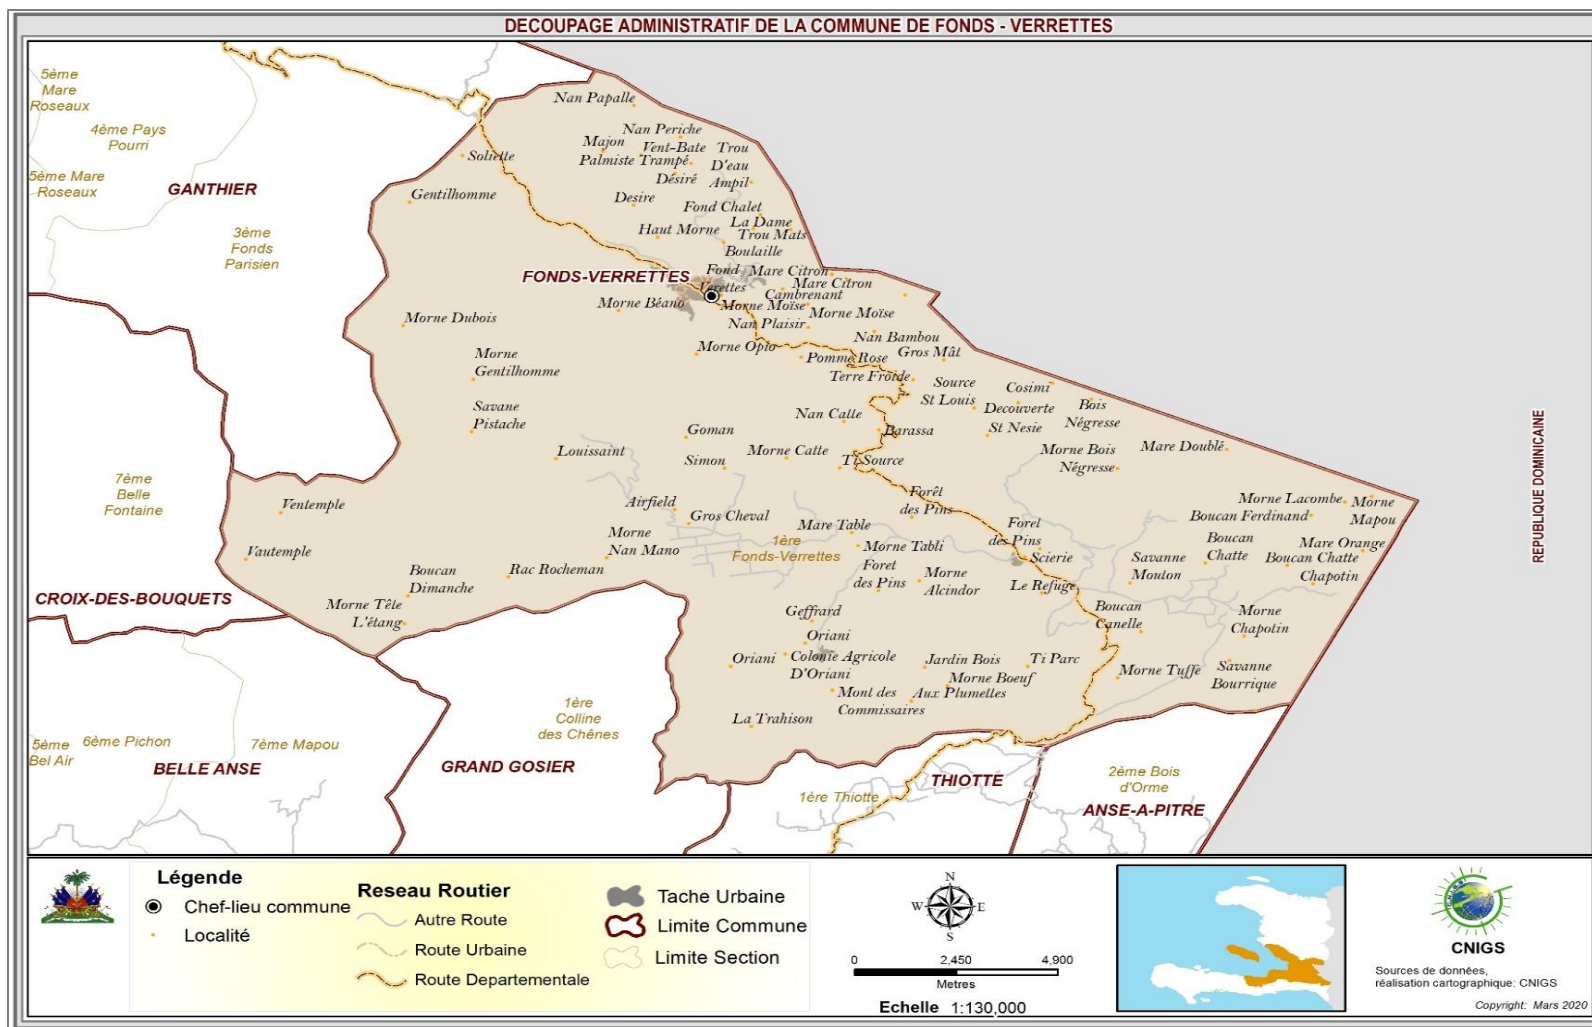 DECOUPAGE ADMINISTRATIF DE LA COMMUNE DE FONDS - VERRETTES
5ème
Mare
Roseaux
4ème Pays
Pourri
5ème Mare
Roseaux
GANTHIER
3ème
Fonds
Parisien
7ème
Belle
Fontaine
CROIX-DES-BOUQUETS
5ème
Bel Air
6ème Pichon
7ème Mapou
BELLE ANSE
GRAND GOSIER
1ère
Colline
des Chênes
1ère Thiotte
THIOTTE
2ème Bois
d'Orme
ANSE-A-PITRE
REPUBLIQUE DOMINICAINE
Nan Papalle
Nan Periche
Majon
Vent-Bate
Trou
Palmiste
Trampé
D'eau
Désiré
Ampil
Soliette
Gentilhomme
Desire
Fond Chalet
La Dame
Haut Morne
Trou Mats
Boulaille
FONDS-VERRETTES
Fond
Verettes
Mare Citron
Mare Citron
Cambrenant
Morne Béano
Morne Moïse
Morne Moïse
Nan Plaisir
Morne Dubois
Nan Bambou
Morne Opio
Pomme Rose
Gros Mât
Morne
Gentilhomme
Terre Froide
Source
St Louis
Cosimi
Decouverte
St Nesie
Bois
Négresse
Savane
Pistache
Nan Calle
Barassa
Goman
Morne Catte
Ti Source
Simon
Louissaint
Morne Bois
Négresse
Mare Doublé
Ventemple
Airfield
Gros Cheval
Forêt
des Pins
Morne Lacombe
Morne
Mapou
Boucan Ferdinand
Mare Table
Forel
des Pins
Morne
Nan Mano
1ère
Fonds-Verrettes
Morne Tabli
Scierie
Boucan
Chatte
Mare Orange
Vautemple
Boucan Chatte
Savanne
Moulon
Chapotin
Rac Rocheman
Foret
des Pins
Morne
Alcindor
Le Refuge
Boucan
Dimanche
Morne Tête
L'étang
Geffrard
Oriani
Boucan
Canelle
Morne
Chapotin
Oriani
Colonie Agricole
D'Oriani
Jardin Bois
Ti Parc
Morne Boeuf
Morne Tuffe
Savanne
Bourrique
Mont des
Commissaires
Aux Plumettes
La Trahison
Légende
Chef-lieu commune
Localité
Reseau Routier
Autre Route
Route Urbaine
Route Departementale
Tache Urbaine
Limite Commune
Limite Section
N
W
E
S
0
2,450
4,900
Metres
Echelle 1:130,000
CNIGS
Sources de données,
réalisation cartographique: CNIGS
Copyright: Mars 2020